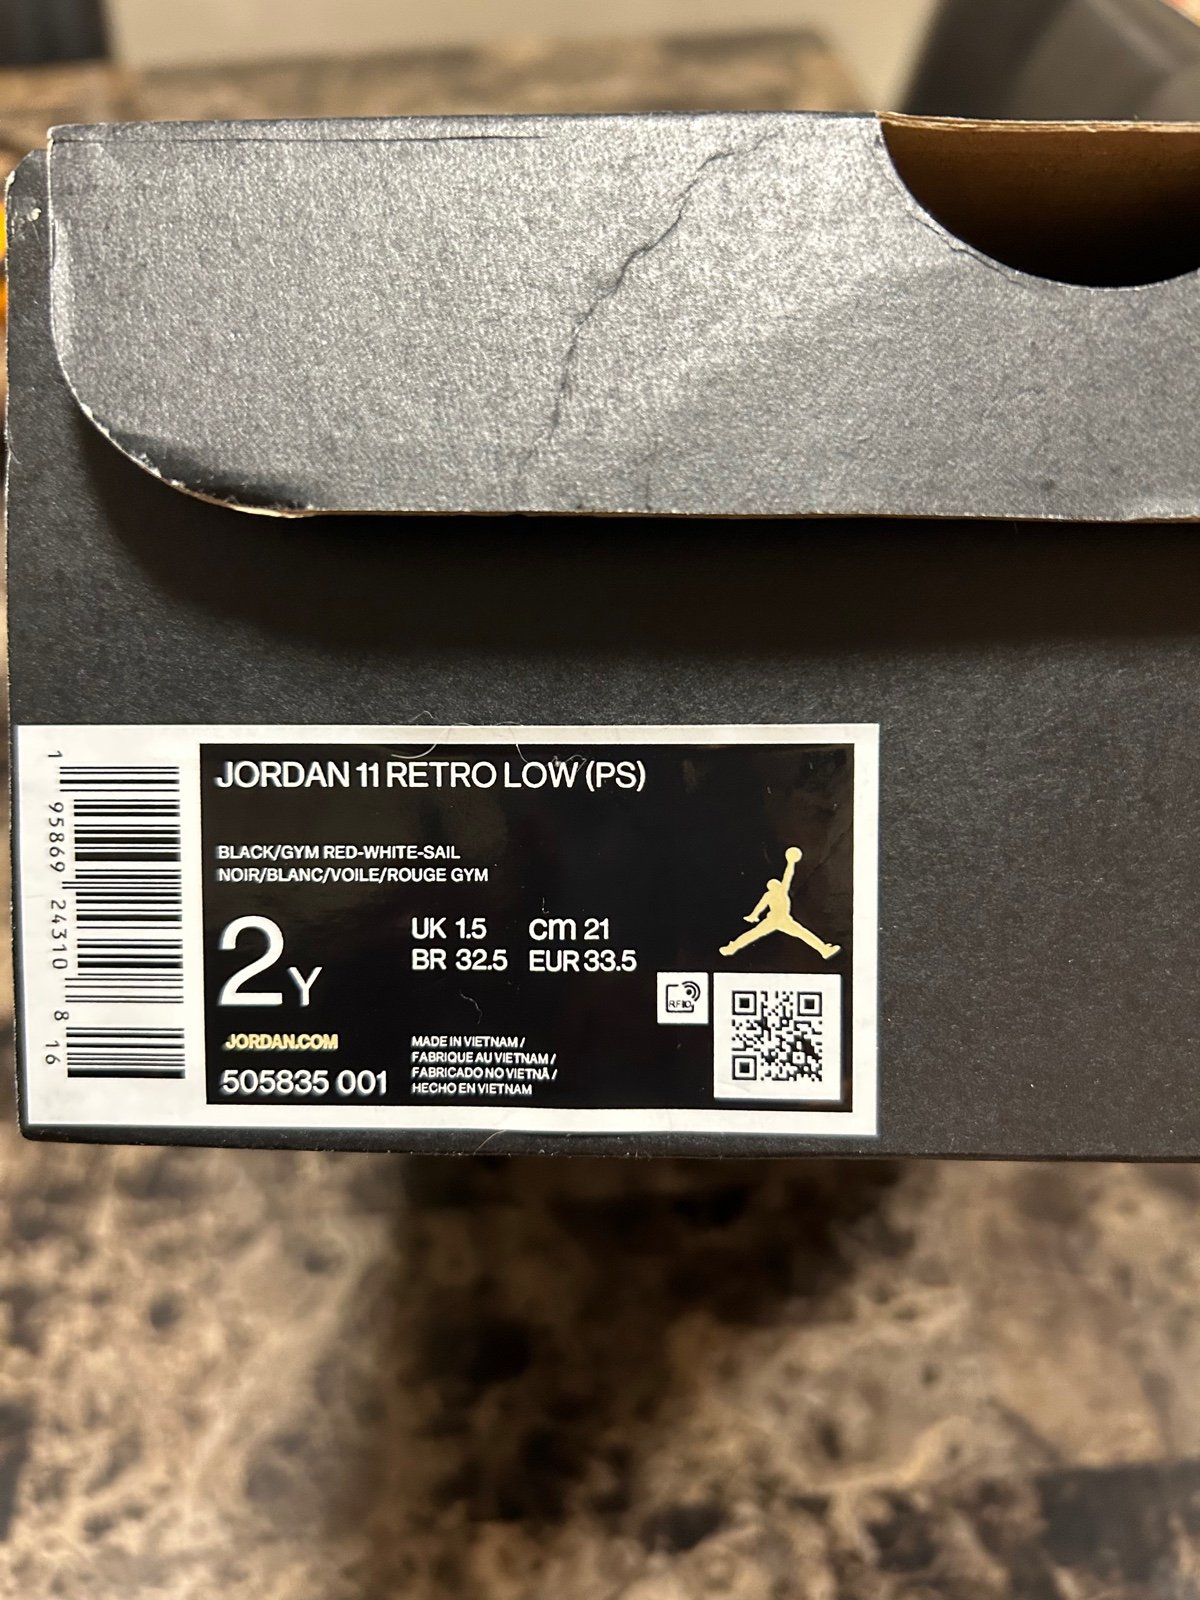 JORDAN 11 RETRO LOW (PS)
BLACK/GYM RED-WHITE-SAIL
NOIR/BLANC/VOILE/ROUGE GYM
2Y
UK 1.5 cm 21
BR 32.5 EUR 33.5
RFID
JORDAN.COM
505835 001
MADE IN VIETNAM /
FABRIQUE AU VIETNAM /
FABRICADO NO VIETNÃ /
HECHO EN VIETNAM
1 95869 24310 8 16